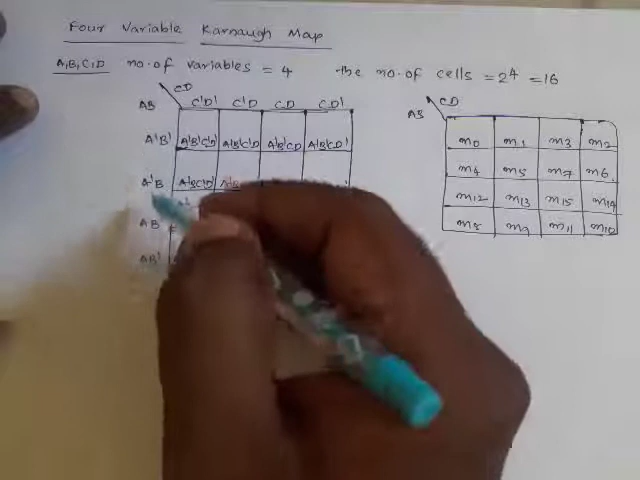 Four Variable Karnaugh Map
A,B,C,D no.of variables = 4 the no.of cells = 2⁴ = 16
CD
AB C'D' C'D CD CD'
A'B' A'B'C'D' A'B'C'D A'B'CD A'B'CD'
A'B A'BC'D' A'B
AB
AB'
CD
AB
m0 m1 m3 m2
m4 m5 m7 m6
m12 m13 m15 m14
m8 m9 m11 m10